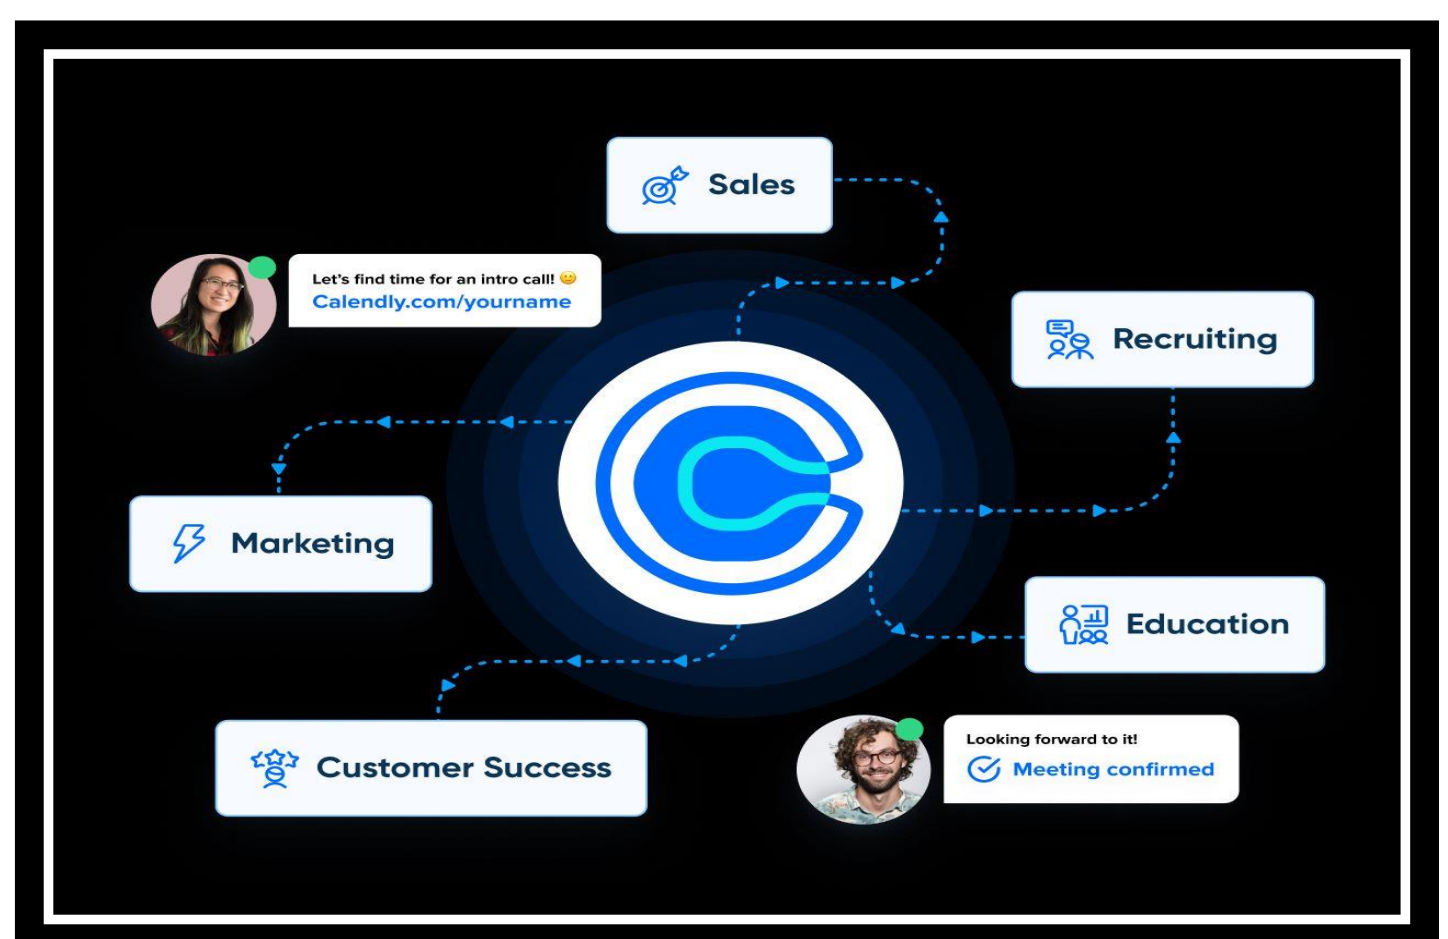 Sales
Let's find time for an intro call! 😊
Calendly.com/yourname
Recruiting
Marketing
Education
Customer Success
Looking forward to it!
Meeting confirmed